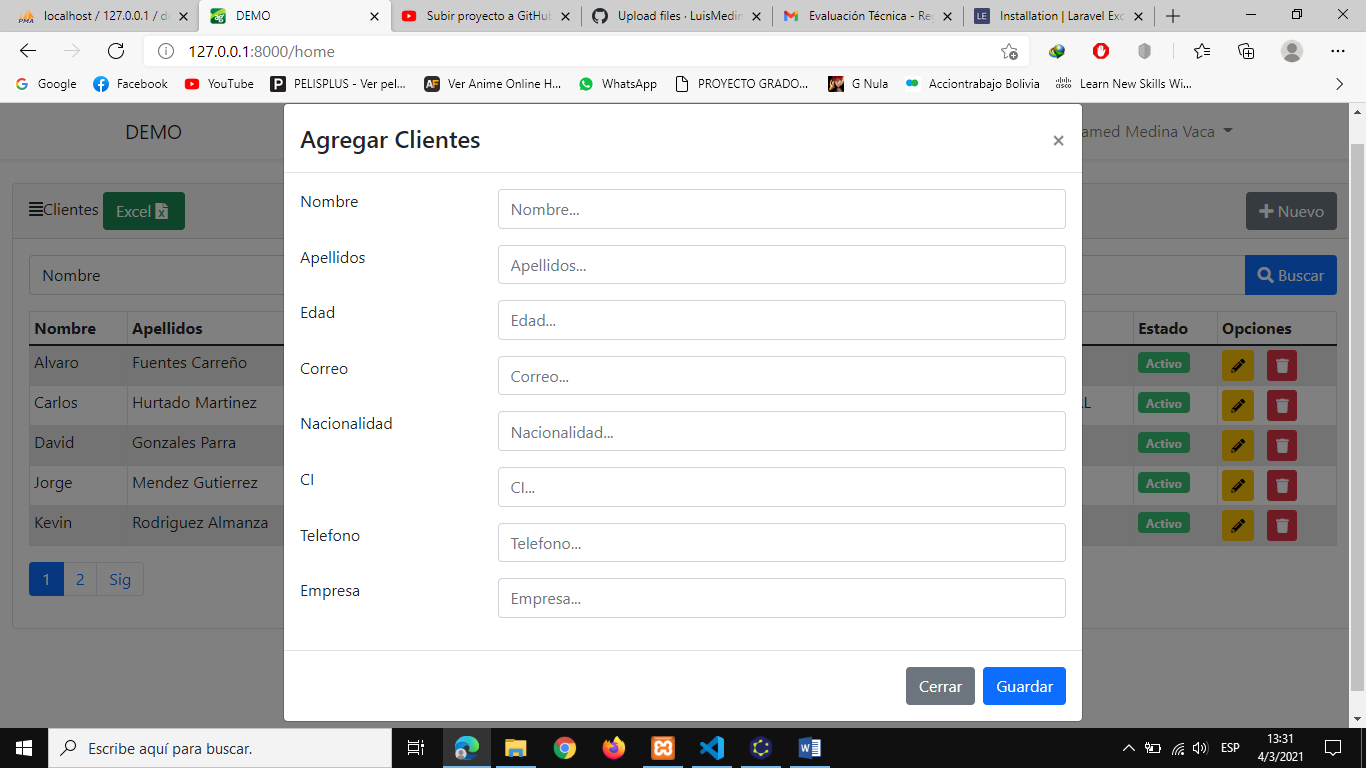 localhost / 127.0.0.1 / d
DEMO
Subir proyecto a GitHub
Upload files · LuisMedin
Evaluación Técnica - Re
LE
Installation | Laravel Exc
127.0.0.1:8000/home
Google
Facebook
YouTube
P
PELISPLUS - Ver pel...
AF
Ver Anime Online H...
WhatsApp
PROYECTO GRADO...
G Nula
Acciontrabajo Bolivia
Learn New Skills Wi...
DEMO
amed Medina Vaca
Agregar Clientes
×
Clientes
Excel
Nuevo
Nombre
Buscar
Nombre
Apellidos
Estado
Opciones
Alvaro
Fuentes Carreño
Activo
Carlos
Hurtado Martinez
L
Activo
David
Gonzales Parra
Activo
Jorge
Mendez Gutierrez
Activo
Kevin
Rodriguez Almanza
Activo
1
2
Sig
Nombre
Nombre...
Apellidos
Apellidos...
Edad
Edad...
Correo
Correo...
Nacionalidad
Nacionalidad...
CI
CI...
Telefono
Telefono...
Empresa
Empresa...
Cerrar
Guardar
Escribe aquí para buscar.
ESP
13:31
4/3/2021